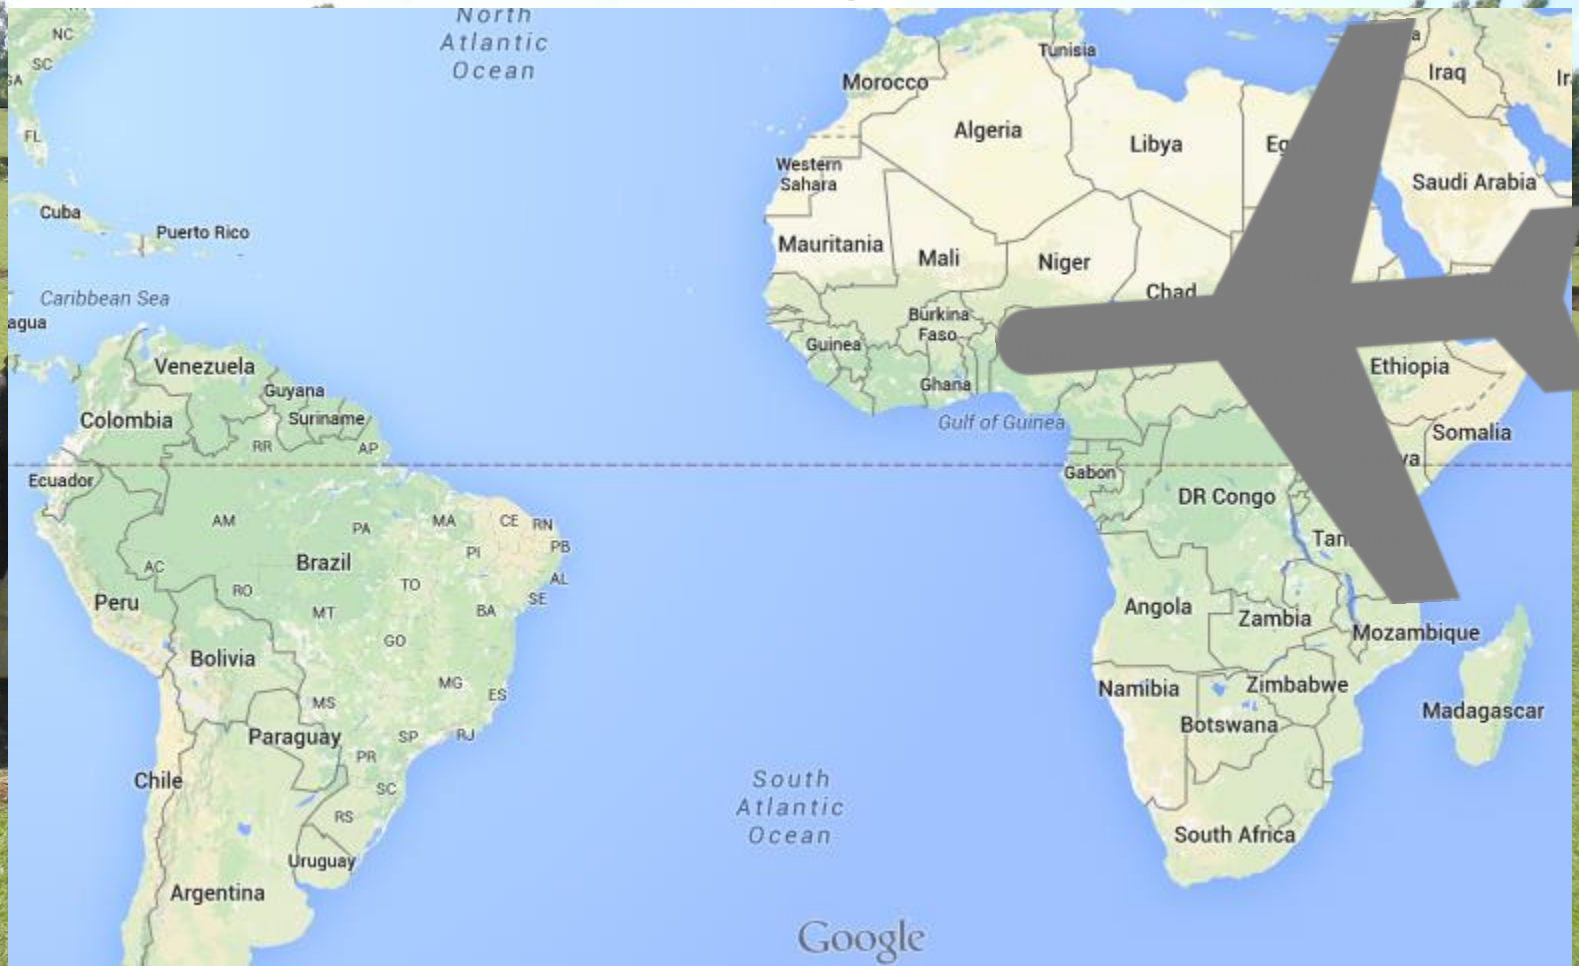 North
Atlantic
Ocean
NC
SC
GA
FL
Cuba
Puerto Rico
Caribbean Sea
agua
Venezuela
Guyana
Suriname
Colombia
RR
AP
Ecuador
AM
PA
MA
CE
RN
PB
PI
AL
Brazil
AC
RO
TO
SE
BA
Peru
MT
GO
Bolivia
MG
ES
MS
Paraguay
SP
RJ
PR
Chile
SC
RS
Uruguay
Argentina
South
Atlantic
Ocean
Google
Tunisia
Morocco
Algeria
Libya
Eg
Iraq
Ir
a
Western
Sahara
Saudi Arabia
Mauritania
Mali
Niger
Chad
Burkina
Faso
Guinea
Ghana
Gulf of Guinea
Ethiopia
Somalia
ya
Gabon
DR Congo
Tan
Angola
Zambia
Mozambique
Namibia
Zimbabwe
Botswana
Madagascar
South Africa